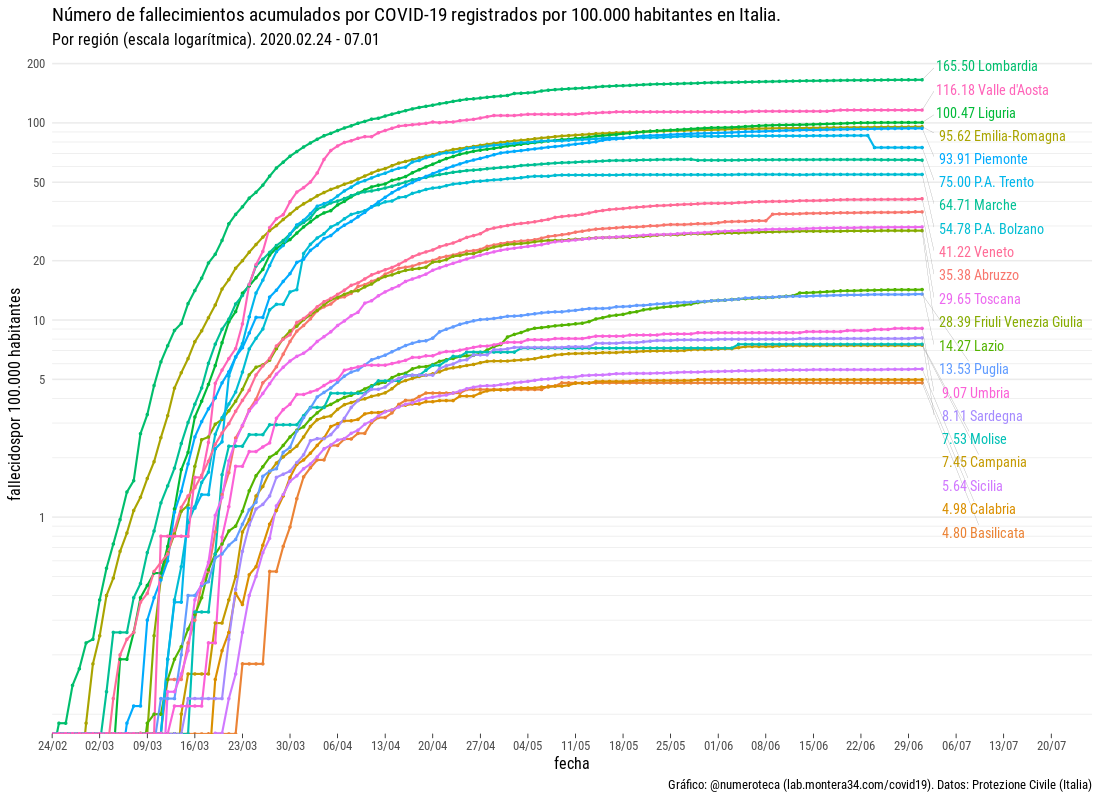 Número de fallecimientos acumulados por COVID-19 registrados por 100.000 habitantes en Italia.
Por región (escala logarítmica). 2020.02.24 - 07.01
fallecidospor 100.000 habitantes
200
100
50
20
10
5
1
165.50 Lombardia
116.18 Valle d'Aosta
100.47 Liguria
95.62 Emilia-Romagna
93.91 Piemonte
75.00 P.A. Trento
64.71 Marche
54.78 P.A. Bolzano
41.22 Veneto
35.38 Abruzzo
29.65 Toscana
28.39 Friuli Venezia Giulia
14.27 Lazio
13.53 Puglia
9.07 Umbria
8.11 Sardegna
7.53 Molise
7.45 Campania
5.64 Sicilia
4.98 Calabria
4.80 Basilicata
24/02 02/03 09/03 16/03 23/03 30/03 06/04 13/04 20/04 27/04 04/05 11/05 18/05 25/05 01/06 08/06 15/06 22/06 29/06 06/07 13/07 20/07
fecha
Gráfico: @numeroteca (lab.montera34.com/covid19). Datos: Protezione Civile (Italia)